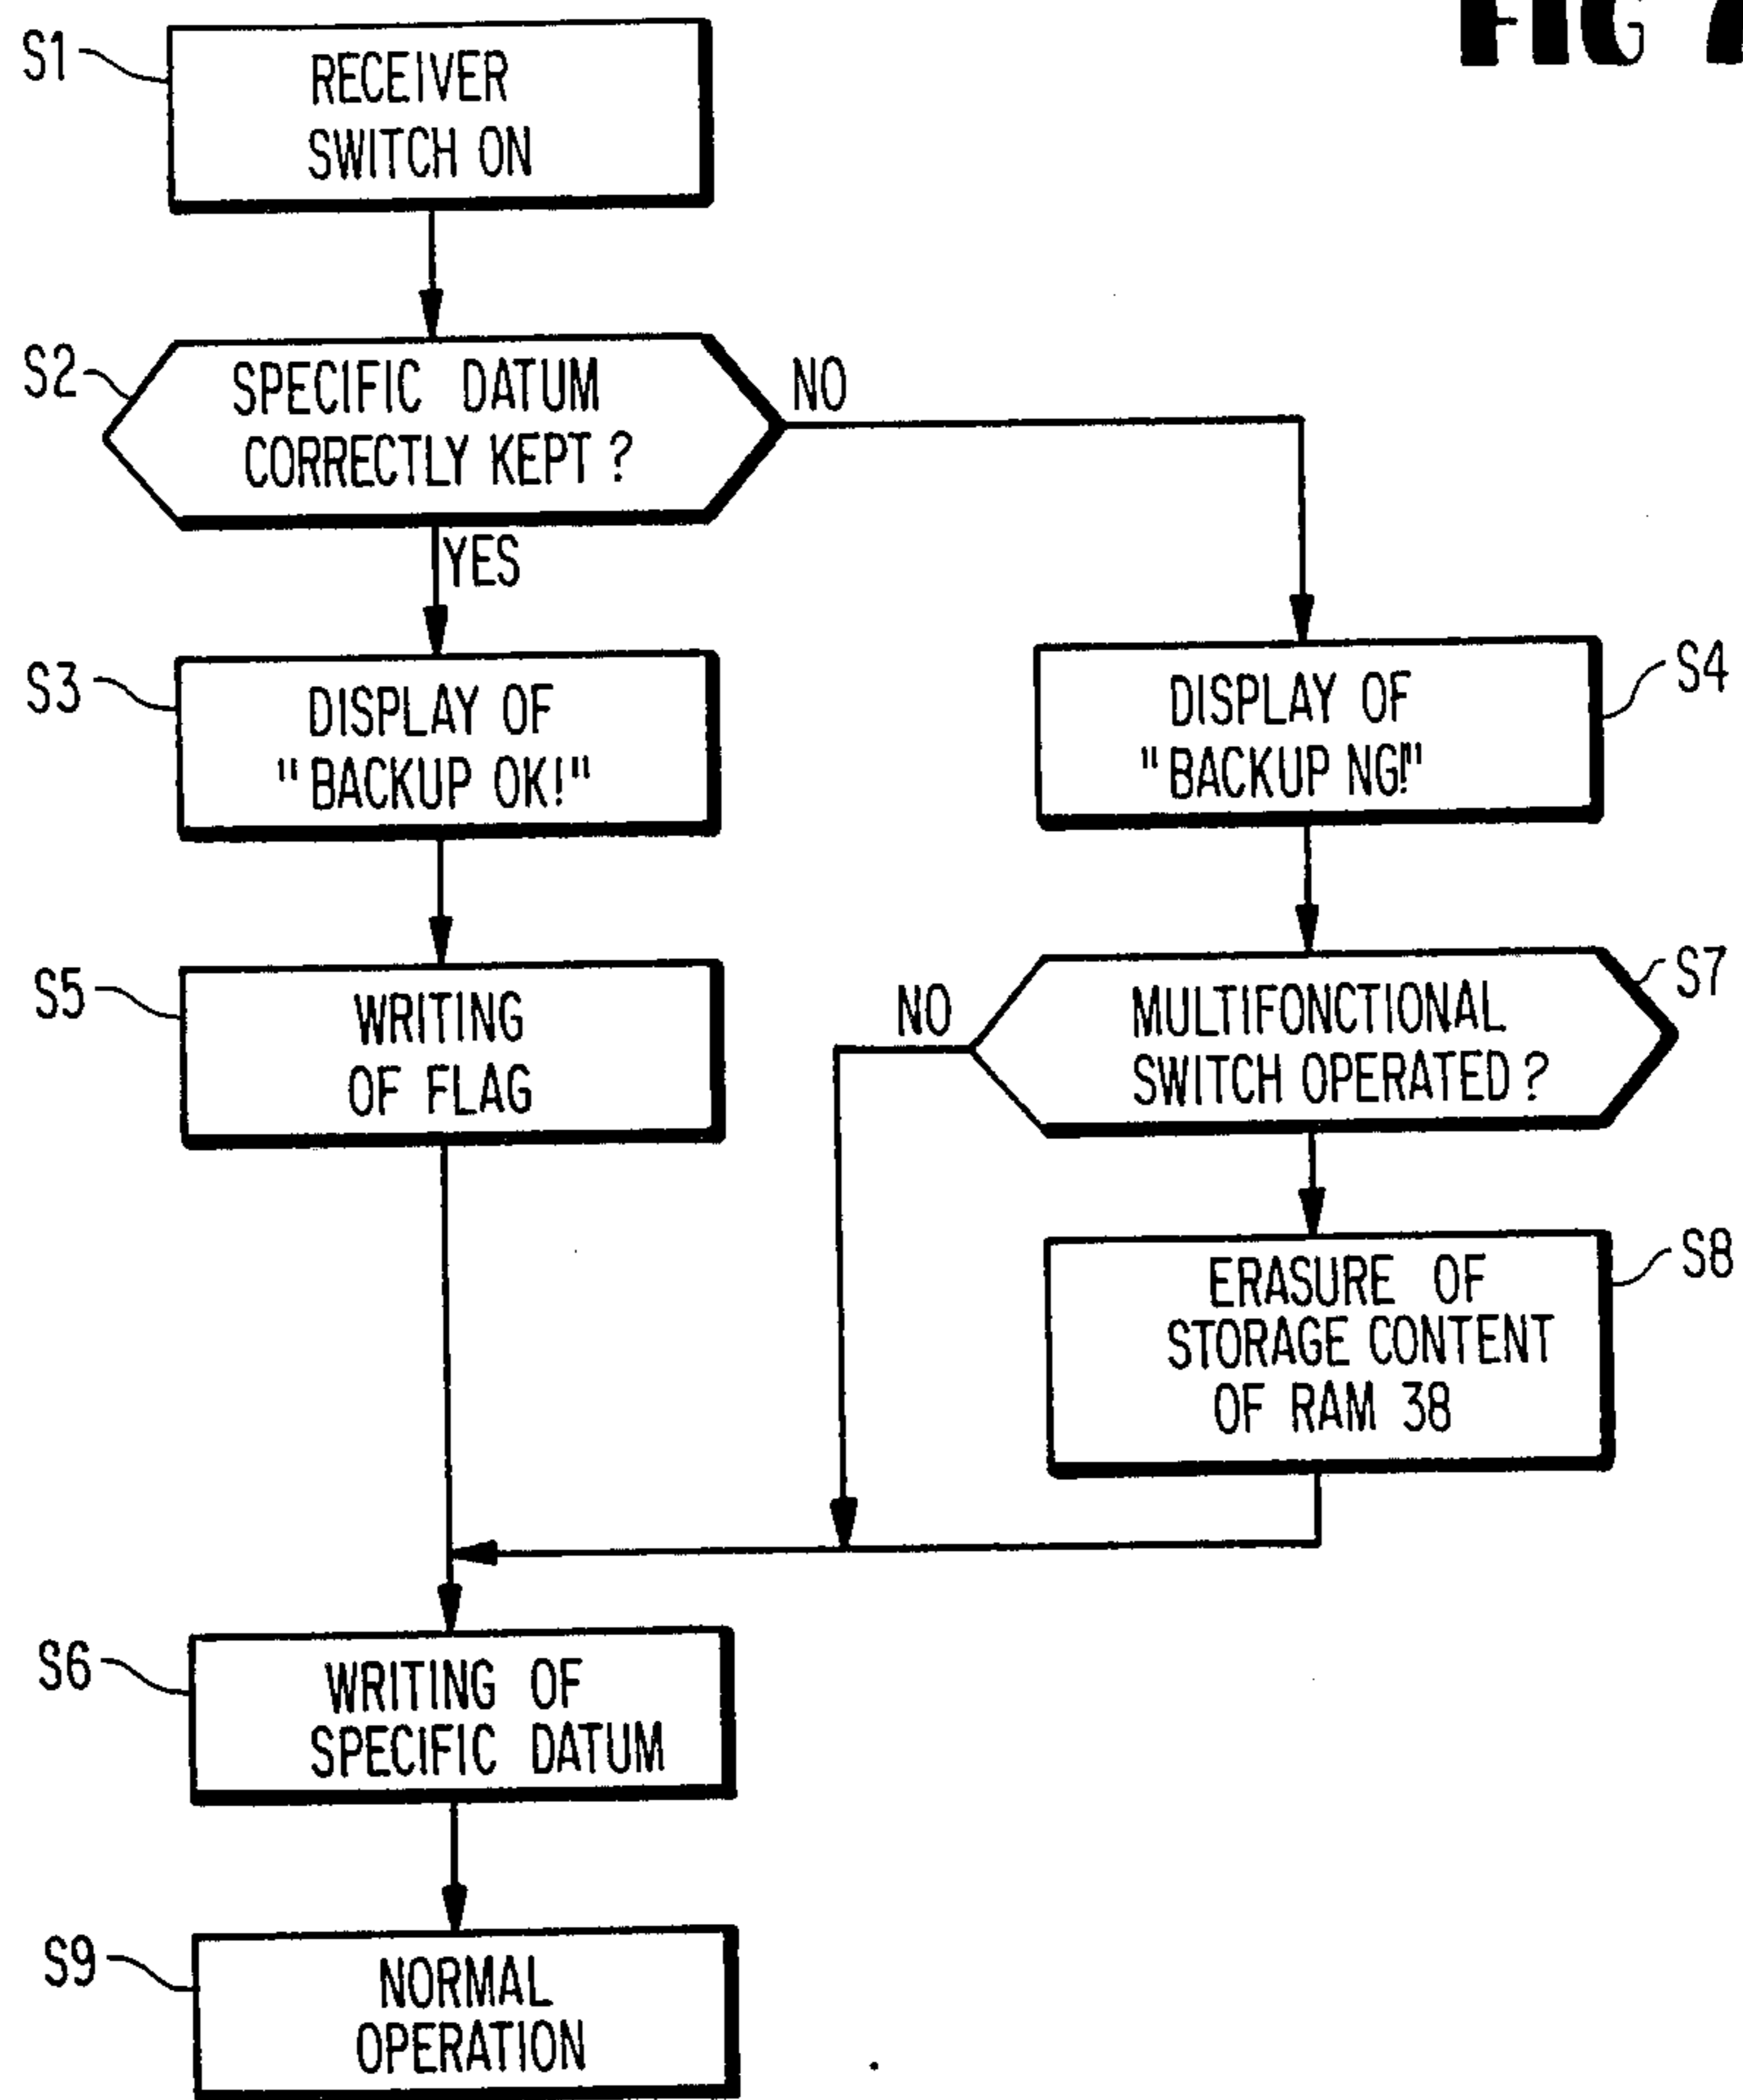 FIG
S1
RECEIVER
SWITCH ON
S2
SPECIFIC DATUM
CORRECTLY KEPT ?
NO
YES
S3
DISPLAY OF
"BACKUP OK!"
S4
DISPLAY OF
"BACKUP NG!"
S5
WRITING
OF FLAG
NO
S7
MULTIFONCTIONAL
SWITCH OPERATED ?
S8
ERASURE OF
STORAGE CONTENT
OF RAM 38
S6
WRITING OF
SPECIFIC DATUM
S9
NORMAL
OPERATION